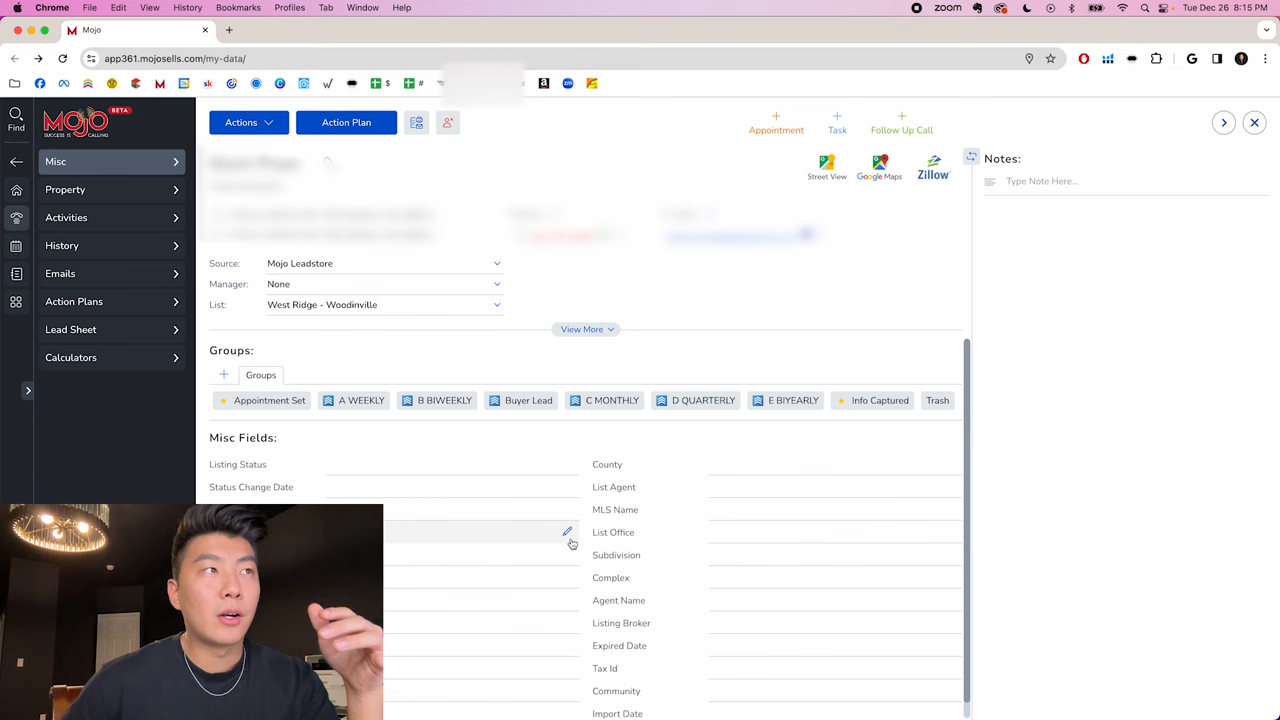 Chrome File Edit View History Bookmarks Profiles Tab Window Help zoom Tue Dec 26 8:15 PM
Mojo
app361.mojosells.com/my-data/
Find
MOJO BETA
SUCCESS IS CALLING
Misc
Property
Activities
History
Emails
Action Plans
Lead Sheet
Calculators
Actions
Action Plan
Appointment
Task
Follow Up Call
Street View
Google Maps
Zillow
Source: Mojo Leadstore
Manager: None
List: West Ridge - Woodinville
View More
Groups:
Groups
Appointment Set
A WEEKLY
B BIWEEKLY
Buyer Lead
C MONTHLY
D QUARTERLY
E BIYEARLY
Info Captured
Trash
Misc Fields:
Listing Status
Status Change Date
County
List Agent
MLS Name
List Office
Subdivision
Complex
Agent Name
Listing Broker
Expired Date
Tax Id
Community
Import Date
Notes:
Type Note Here...